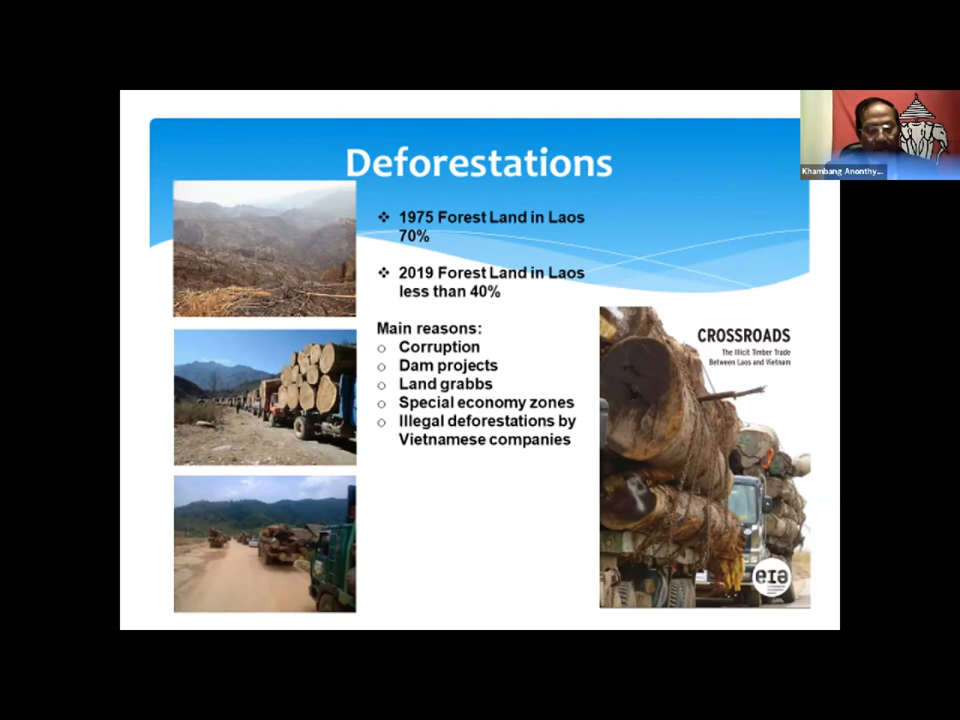 Deforestations
❖ 1975 Forest Land in Laos
70%
❖ 2019 Forest Land in Laos
less than 40%
Main reasons:
o Corruption
o Dam projects
o Land grabbs
o Special economy zones
o Illegal deforestations by
Vietnamese companies
CROSSROADS
The Illicit Timber Trade
Between Laos and Vietnam
eia
Khambang Anonthy...